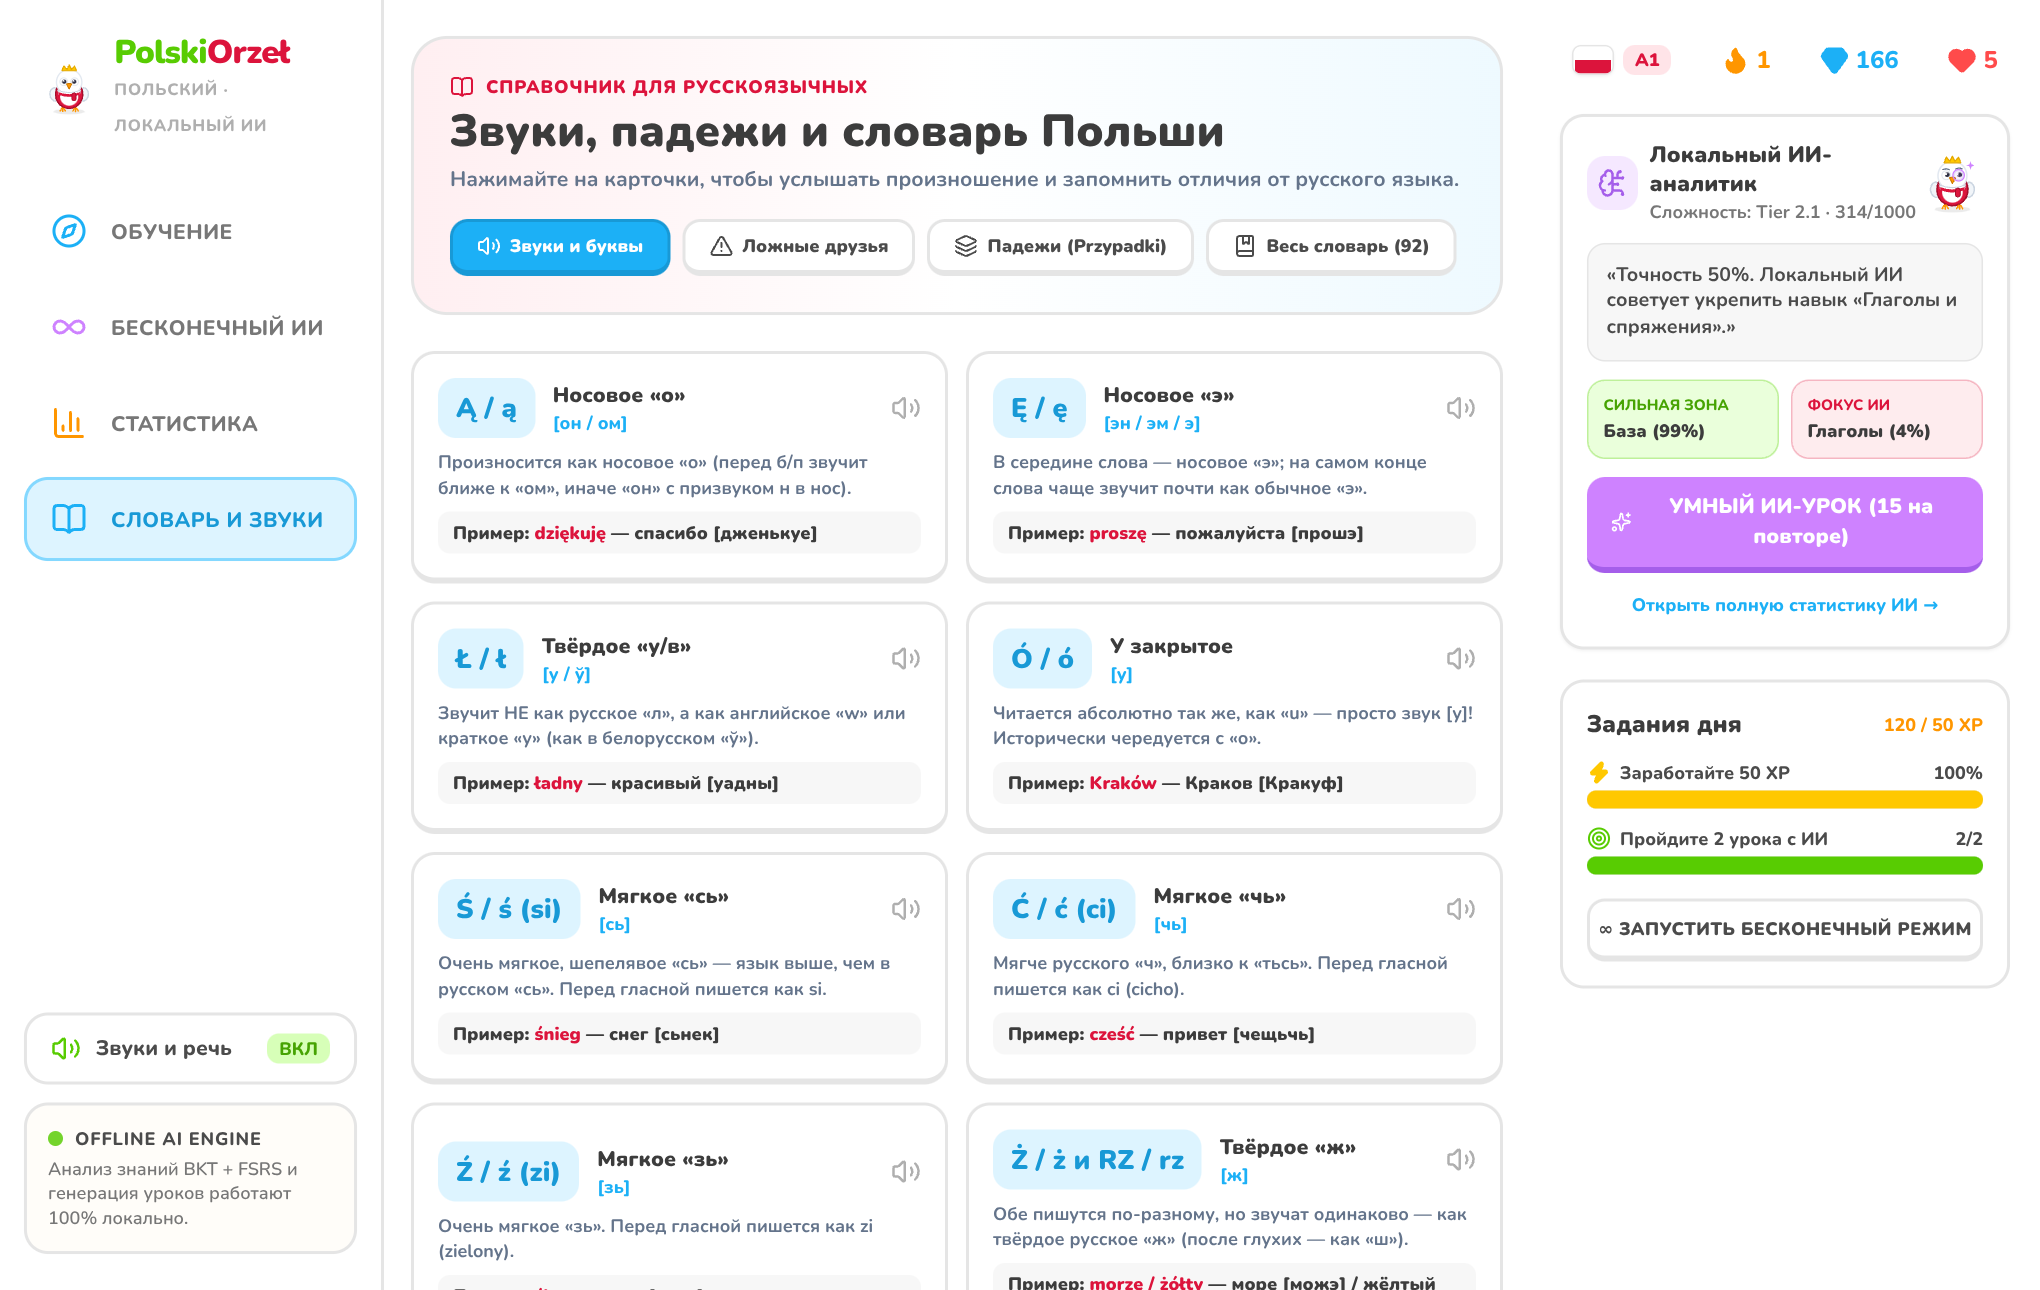 PolskiOrzeł
ПОЛЬСКИЙ ·
ЛОКАЛЬНЫЙ ИИ
ОБУЧЕНИЕ
БЕСКОНЕЧНЫЙ ИИ
СТАТИСТИКА
СЛОВАРЬ И ЗВУКИ
Звуки и речь ВКЛ
OFFLINE AI ENGINE
Анализ знаний BKT + FSRS и
генерация уроков работают
100% локально.
СПРАВОЧНИК ДЛЯ РУССКОЯЗЫЧНЫХ
Звуки, падежи и словарь Польши
Нажимайте на карточки, чтобы услышать произношение и запомнить отличия от русского языка.
Звуки и буквы Ложные друзья Падежи (Przypadki) Весь словарь (92)
Ą / ą
Носовое «о»
[он / ом]
Произносится как носовое «о» (перед б/п звучит
ближе к «ом», иначе «он» с призвуком н в нос).
Пример: dziękuję — спасибо [дженькуе]
Ę / ę
Носовое «э»
[эн / эм / э]
В середине слова — носовое «э»; на самом конце
слова чаще звучит почти как обычное «э».
Пример: proszę — пожалуйста [прошэ]
Ł / ł
Твёрдое «у/в»
[у / ў]
Звучит НЕ как русское «л», а как английское «w» или
краткое «у» (как в белорусском «ў»).
Пример: ładny — красивый [уадны]
Ó / ó
У закрытое
[у]
Читается абсолютно так же, как «u» — просто звук [у]!
Исторически чередуется с «о».
Пример: Kraków — Краков [Кракуф]
Ś / ś (si)
Мягкое «сь»
[сь]
Очень мягкое, шепелявое «сь» — язык выше, чем в
русском «сь». Перед гласной пишется как si.
Пример: śnieg — снег [сьнек]
Ć / ć (ci)
Мягкое «чь»
[чь]
Мягче русского «ч», близко к «тьсь». Перед гласной
пишется как ci (cicho).
Пример: cześć — привет [чещьчь]
Ź / ź (zi)
Мягкое «зь»
[зь]
Очень мягкое «зь». Перед гласной пишется как zi
(zielony).
Ż / ż и RZ / rz
Твёрдое «ж»
[ж]
Обе пишутся по-разному, но звучат одинаково — как
твёрдое русское «ж» (после глухих — как «ш»).
Пример: morze / żółty — море [можэ] / жёлтый
A1 1 166 5
Локальный ИИ-
аналитик
Сложность: Tier 2.1 · 314/1000
«Точность 50%. Локальный ИИ
советует укрепить навык «Глаголы и
спряжения».»
СИЛЬНАЯ ЗОНА
База (99%)
ФОКУС ИИ
Глаголы (4%)
УМНЫЙ ИИ-УРОК (15 на
повторе)
Открыть полную статистику ИИ →
Задания дня 120 / 50 XP
Заработайте 50 XP 100%
Пройдите 2 урока с ИИ 2/2
∞ ЗАПУСТИТЬ БЕСКОНЕЧНЫЙ РЕЖИМ